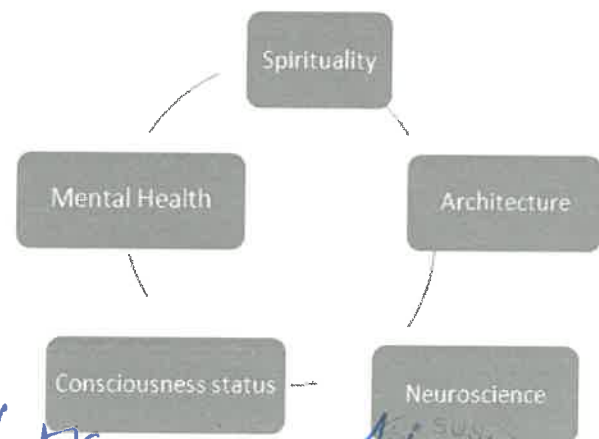 Spirituality
Mental Health
Architecture
Consciousness status
Neuroscience